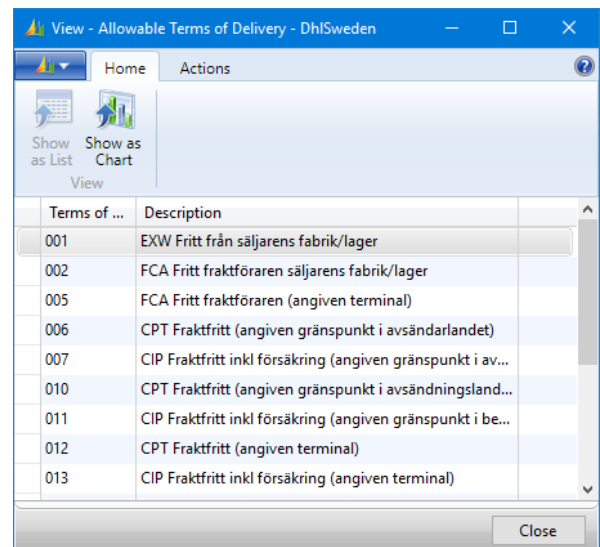 View - Allowable Terms of Delivery - DhlSweden
Home Actions
Show as List
Show as Chart
View
Terms of ... Description
001 EXW Fritt från säljarens fabrik/lager
002 FCA Fritt fraktföraren säljarens fabrik/lager
005 FCA Fritt fraktföraren (angiven terminal)
006 CPT Fraktfritt (angiven gränspunkt i avsändarlandet)
007 CIP Fraktfritt inkl försäkring (angiven gränspunkt i av...
010 CPT Fraktfritt (angiven gränspunkt i avsändningsland...
011 CIP Fraktfritt inkl försäkring (angiven gränspunkt i be...
012 CPT Fraktfritt (angiven terminal)
013 CIP Fraktfritt inkl försäkring (angiven terminal)
Close